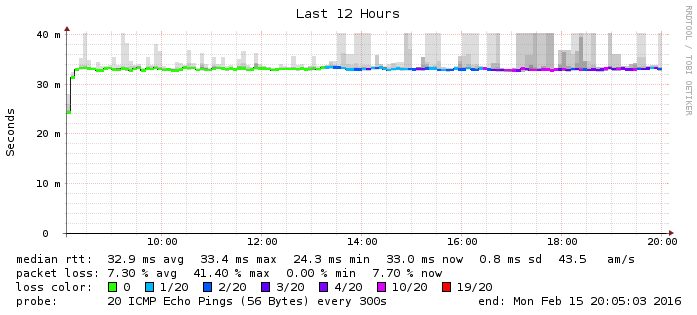 Last 12 Hours
RRDTOOL / TOBI OETIKER
Seconds
40 m
30 m
20 m
10 m
0
10:00 12:00 14:00 16:00 18:00 20:00
median rtt: 32.9 ms avg 33.4 ms max 24.3 ms min 33.0 ms now 0.8 ms sd 43.5 am/s
packet loss: 7.30 % avg 41.40 % max 0.00 % min 7.70 % now
loss color: 0 1/20 2/20 3/20 4/20 10/20 19/20
probe: 20 ICMP Echo Pings (56 Bytes) every 300s end: Mon Feb 15 20:05:03 2016